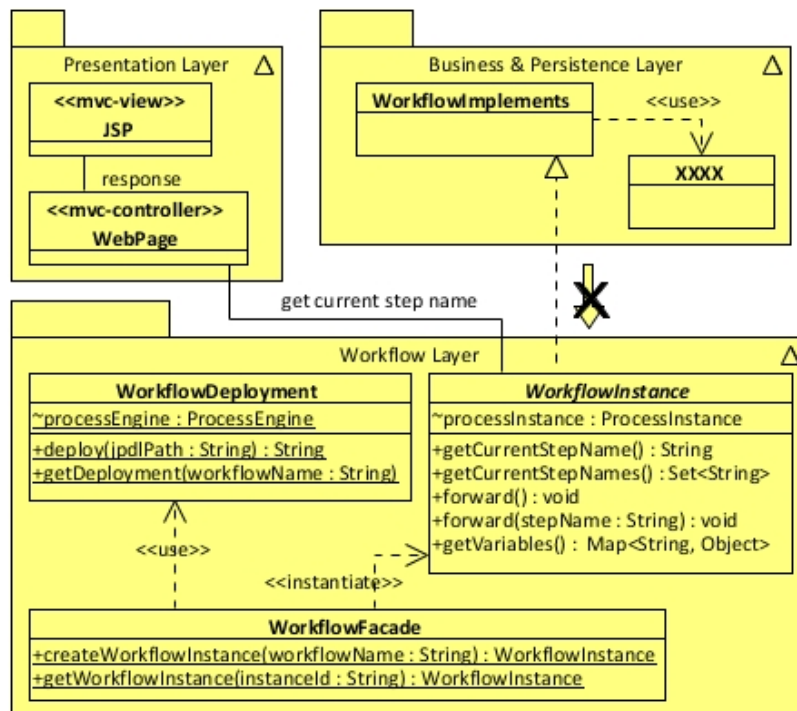 Presentation Layer
<<mvc-view>>
JSP
response
<<mvc-controller>>
WebPage
Business & Persistence Layer
WorkflowImplements
<<use>>
XXXX
get current step name
X
Workflow Layer
WorkflowDeployment
~processEngine : ProcessEngine
+deploy(jpdlPath : String) : String
+getDeployment(workflowName : String)
WorkflowInstance
~processInstance : ProcessInstance
+getCurrentStepName() : String
+getCurrentStepNames() : Set<String>
+forward() : void
+forward(stepName : String) : void
+getVariables() : Map<String, Object>
<<use>>
<<instantiate>>
WorkflowFacade
+createWorkflowInstance(workflowName : String) : WorkflowInstance
+getWorkflowInstance(instanceId : String) : WorkflowInstance